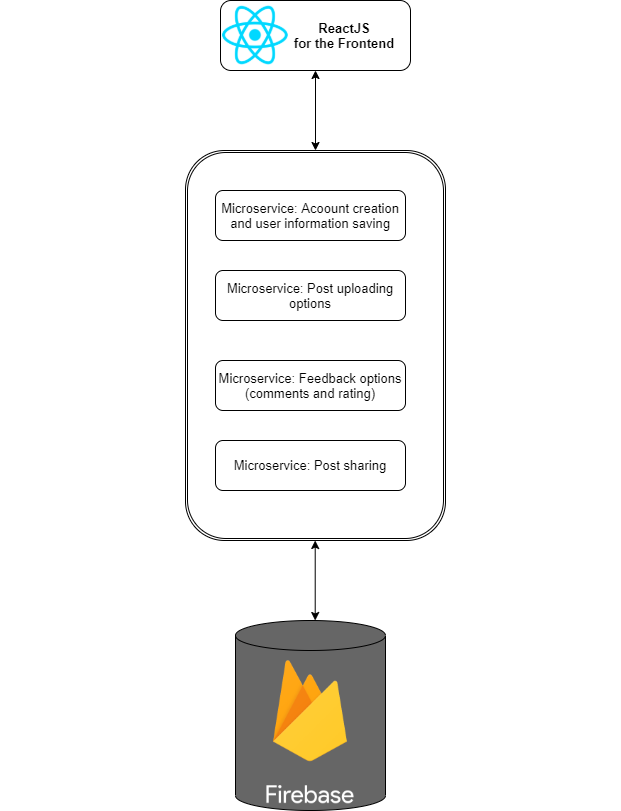 ReactJS
for the Frontend
Microservice: Acoount creation
and user information saving
Microservice: Post uploading
options
Microservice: Feedback options
(comments and rating)
Microservice: Post sharing
Firebase